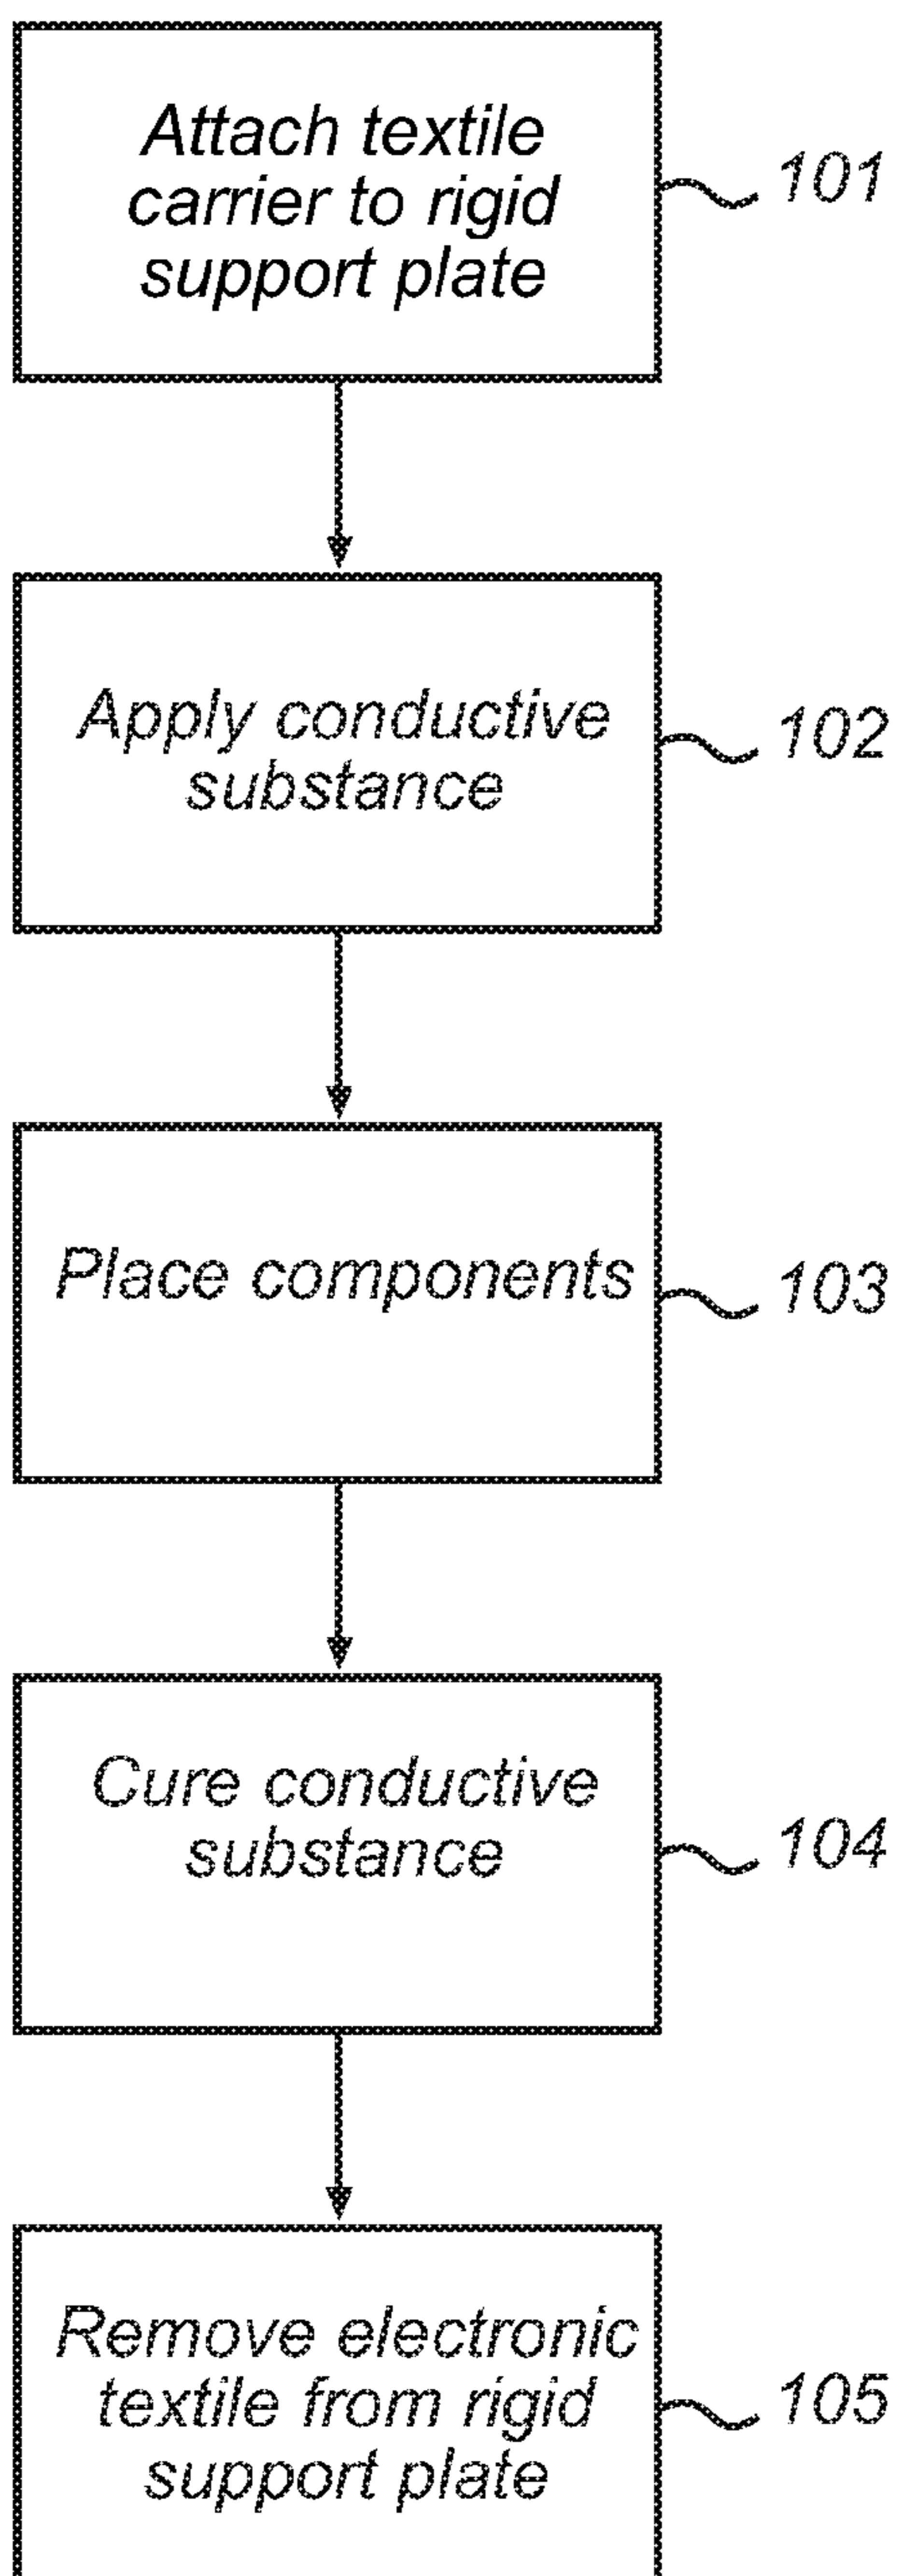 Attach textile
carrier to rigid
support plate
101
Apply conductive
substance
102
Place components
103
Cure conductive
substance
104
Remove electronic
textile from rigid
support plate
105